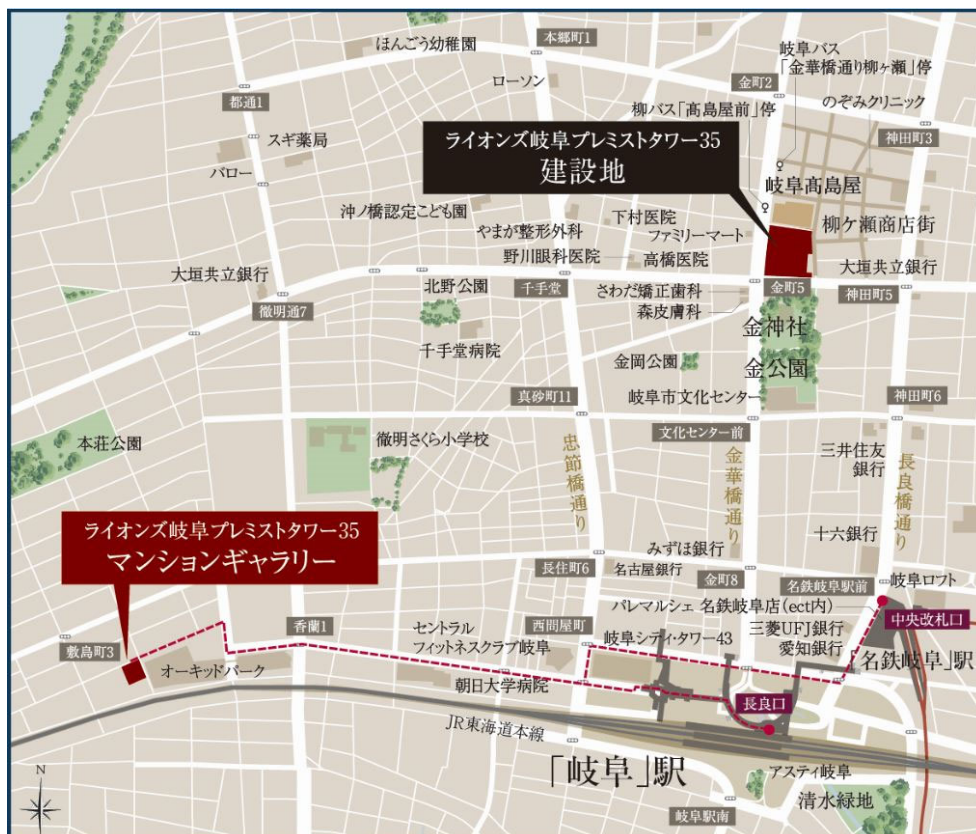 ほんごう幼稚園
本郷町1
岐阜バス
「金華橋通り柳ヶ瀬」停
ローソン
金町2
都通1
柳バス「髙島屋前」停
のぞみクリニック
神田町3
スギ薬局
バロー
ライオンズ岐阜プレミストタワー35
建設地
岐阜髙島屋
沖ノ橋認定こども園
下村医院
柳ケ瀬商店街
やまが整形外科
ファミリーマート
野川眼科医院
高橋医院
大垣共立銀行
大垣共立銀行
北野公園
千手堂
さわだ矯正歯科
金町5
神田町5
徹明通7
森皮膚科
金神社
千手堂病院
金岡公園
金公園
真砂町11
岐阜市文化センター
神田町6
本荘公園
徹明さくら小学校
文化センター前
忠節橋通り
金華橋通り
長良橋通り
三井住友
銀行
ライオンズ岐阜プレミストタワー35
マンションギャラリー
十六銀行
みずほ銀行
長住町6
名古屋銀行
金町8
名鉄岐阜駅前
岐阜ロフト
パレマルシェ 名鉄岐阜店(ect内)
中央改札口
香蘭1
セントラル
フィットネスクラブ岐阜
西問屋町
岐阜シティ・タワー43
三菱UFJ銀行
愛知銀行
敷島町3
オーキッドパーク
名鉄岐阜」駅
朝日大学病院
長良口
JR東海道本線
「岐阜」駅
アスティ岐阜
N
清水緑地
岐阜駅南